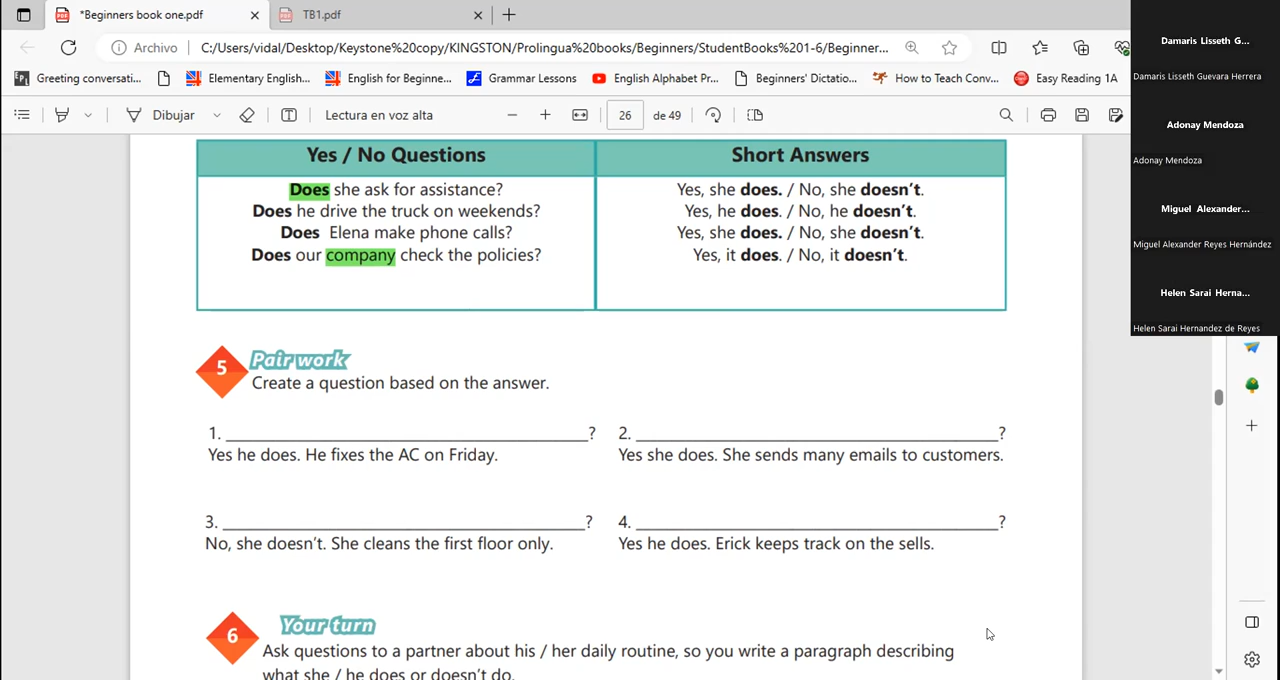 *Beginners book one.pdf
TB1.pdf
Archivo
C:/Users/vidal/Desktop/Keystone%20copy/KINGSTON/Prolingua%20books/Beginners/StudentBooks%201-6/Beginner...
Greeting conversati...
Elementary English...
English for Beginne...
Grammar Lessons
English Alphabet Pr...
Beginners' Dictatio...
How to Teach Conv...
Easy Reading 1A
Dibujar
Lectura en voz alta
26
de 49
Yes / No Questions
Short Answers
Does she ask for assistance?
Yes, she does. / No, she doesn't.
Does he drive the truck on weekends?
Yes, he does. / No, he doesn't.
Does Elena make phone calls?
Yes, she does. / No, she doesn't.
Does our company check the policies?
Yes, it does. / No, it doesn't.
5
Pair work
Create a question based on the answer.
1. ________________________________________?
Yes he does. He fixes the AC on Friday.
2. ________________________________________?
Yes she does. She sends many emails to customers.
3. ________________________________________?
No, she doesn't. She cleans the first floor only.
4. ________________________________________?
Yes he does. Erick keeps track on the sells.
6
Your turn
Ask questions to a partner about his / her daily routine, so you write a paragraph describing
what she / he does or doesn't do.
Damaris Lisseth G...
Damaris Lisseth Guevara Herrera
Adonay Mendoza
Adonay Mendoza
Miguel Alexander...
Miguel Alexander Reyes Hernández
Helen Sarai Herna...
Helen Sarai Hernandez de Reyes